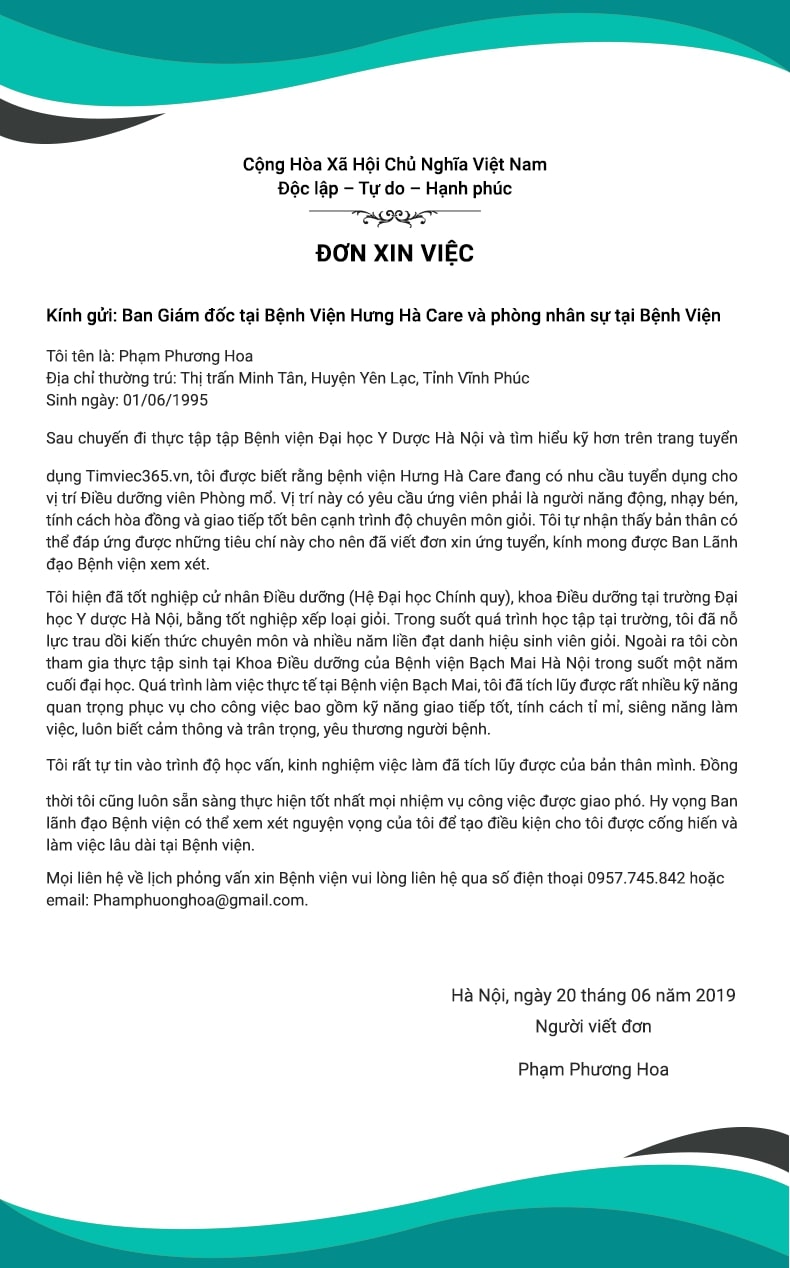 Cộng Hòa Xã Hội Chủ Nghĩa Việt Nam
Độc lập – Tự do – Hạnh phúc
ĐƠN XIN VIỆC
Kính gửi: Ban Giám đốc tại Bệnh Viện Hưng Hà Care và phòng nhân sự tại Bệnh Viện
Tôi tên là: Phạm Phương Hoa
Địa chỉ thường trú: Thị trấn Minh Tân, Huyện Yên Lạc, Tỉnh Vĩnh Phúc
Sinh ngày: 01/06/1995
Sau chuyến đi thực tập tập Bệnh viện Đại học Y Dược Hà Nội và tìm hiểu kỹ hơn trên trang tuyển
dụng Timviec365.vn, tôi được biết rằng bệnh viện Hưng Hà Care đang có nhu cầu tuyển dụng cho
vị trí Điều dưỡng viên Phòng mổ. Vị trí này có yêu cầu ứng viên phải là người năng động, nhạy bén,
tính cách hòa đồng và giao tiếp tốt bên cạnh trình độ chuyên môn giỏi. Tôi tự nhận thấy bản thân có
thể đáp ứng được những tiêu chí này cho nên đã viết đơn xin ứng tuyển, kính mong được Ban Lãnh
đạo Bệnh viện xem xét.
Tôi hiện đã tốt nghiệp cử nhân Điều dưỡng (Hệ Đại học Chính quy), khoa Điều dưỡng tại trường Đại
học Y dược Hà Nội, bằng tốt nghiệp xếp loại giỏi. Trong suốt quá trình học tập tại trường, tôi đã nỗ
lực trau dồi kiến thức chuyên môn và nhiều năm liền đạt danh hiệu sinh viên giỏi. Ngoài ra tôi còn
tham gia thực tập sinh tại Khoa Điều dưỡng của Bệnh viện Bạch Mai Hà Nội trong suốt một năm
cuối đại học. Quá trình làm việc thực tế tại Bệnh viện Bạch Mai, tôi đã tích lũy được rất nhiều kỹ năng
quan trọng phục vụ cho công việc bao gồm kỹ năng giao tiếp tốt, tính cách tỉ mỉ, siêng năng làm
việc, luôn biết cảm thông và trân trọng, yêu thương người bệnh.
Tôi rất tự tin vào trình độ học vấn, kinh nghiệm việc làm đã tích lũy được của bản thân mình. Đồng
thời tôi cũng luôn sẵn sàng thực hiện tốt nhất mọi nhiệm vụ công việc được giao phó. Hy vọng Ban
lãnh đạo Bệnh viện có thể xem xét nguyện vọng của tôi để tạo điều kiện cho tôi được cống hiến và
làm việc lâu dài tại Bệnh viện.
Mọi liên hệ về lịch phỏng vấn xin Bệnh viện vui lòng liên hệ qua số điện thoại 0957.745.842 hoặc
email: Phamphuonghoa@gmail.com.
Hà Nội, ngày 20 tháng 06 năm 2019
Người viết đơn
Phạm Phương Hoa